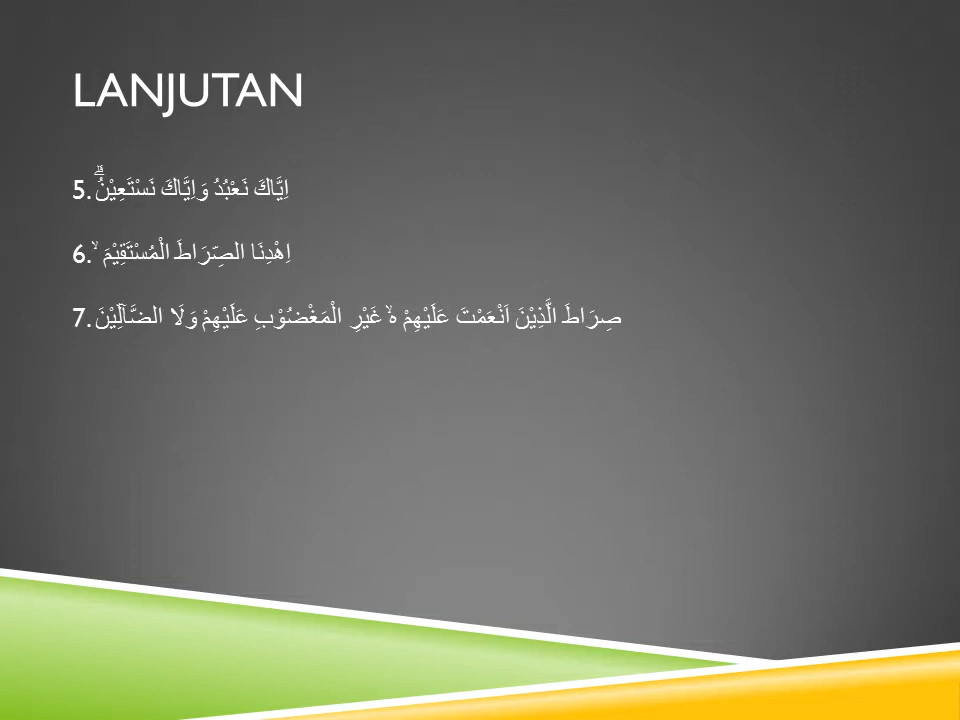 LANJUTAN
5. اِيَّاكَ نَعْبُدُ وَاِيَّاكَ نَسْتَعِيْنُۗ
6. اِهْدِنَا الصِّرَاطَ الْمُسْتَقِيْمَ ۙ
7. صِرَاطَ الَّذِيْنَ اَنْعَمْتَ عَلَيْهِمْ ەۙ غَيْرِ الْمَغْضُوْبِ عَلَيْهِمْ وَلَا الضَّاۤلِّيْنَ